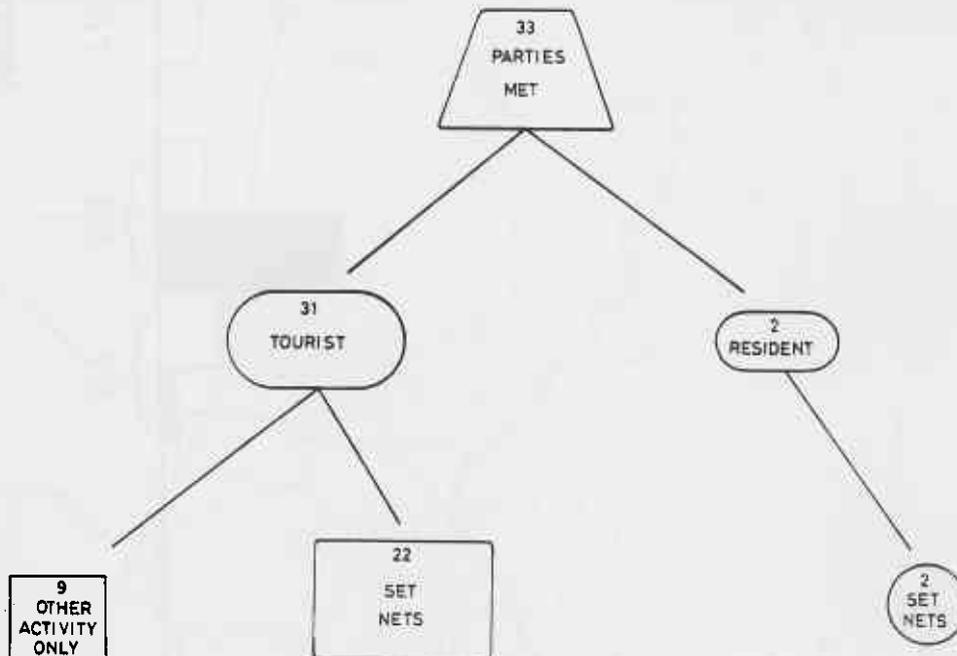 33
PARTIES
MET
31
TOURIST
2
RESIDENT
9
OTHER
ACTIVITY
ONLY
22
SET
NETS
2
SET
NETS